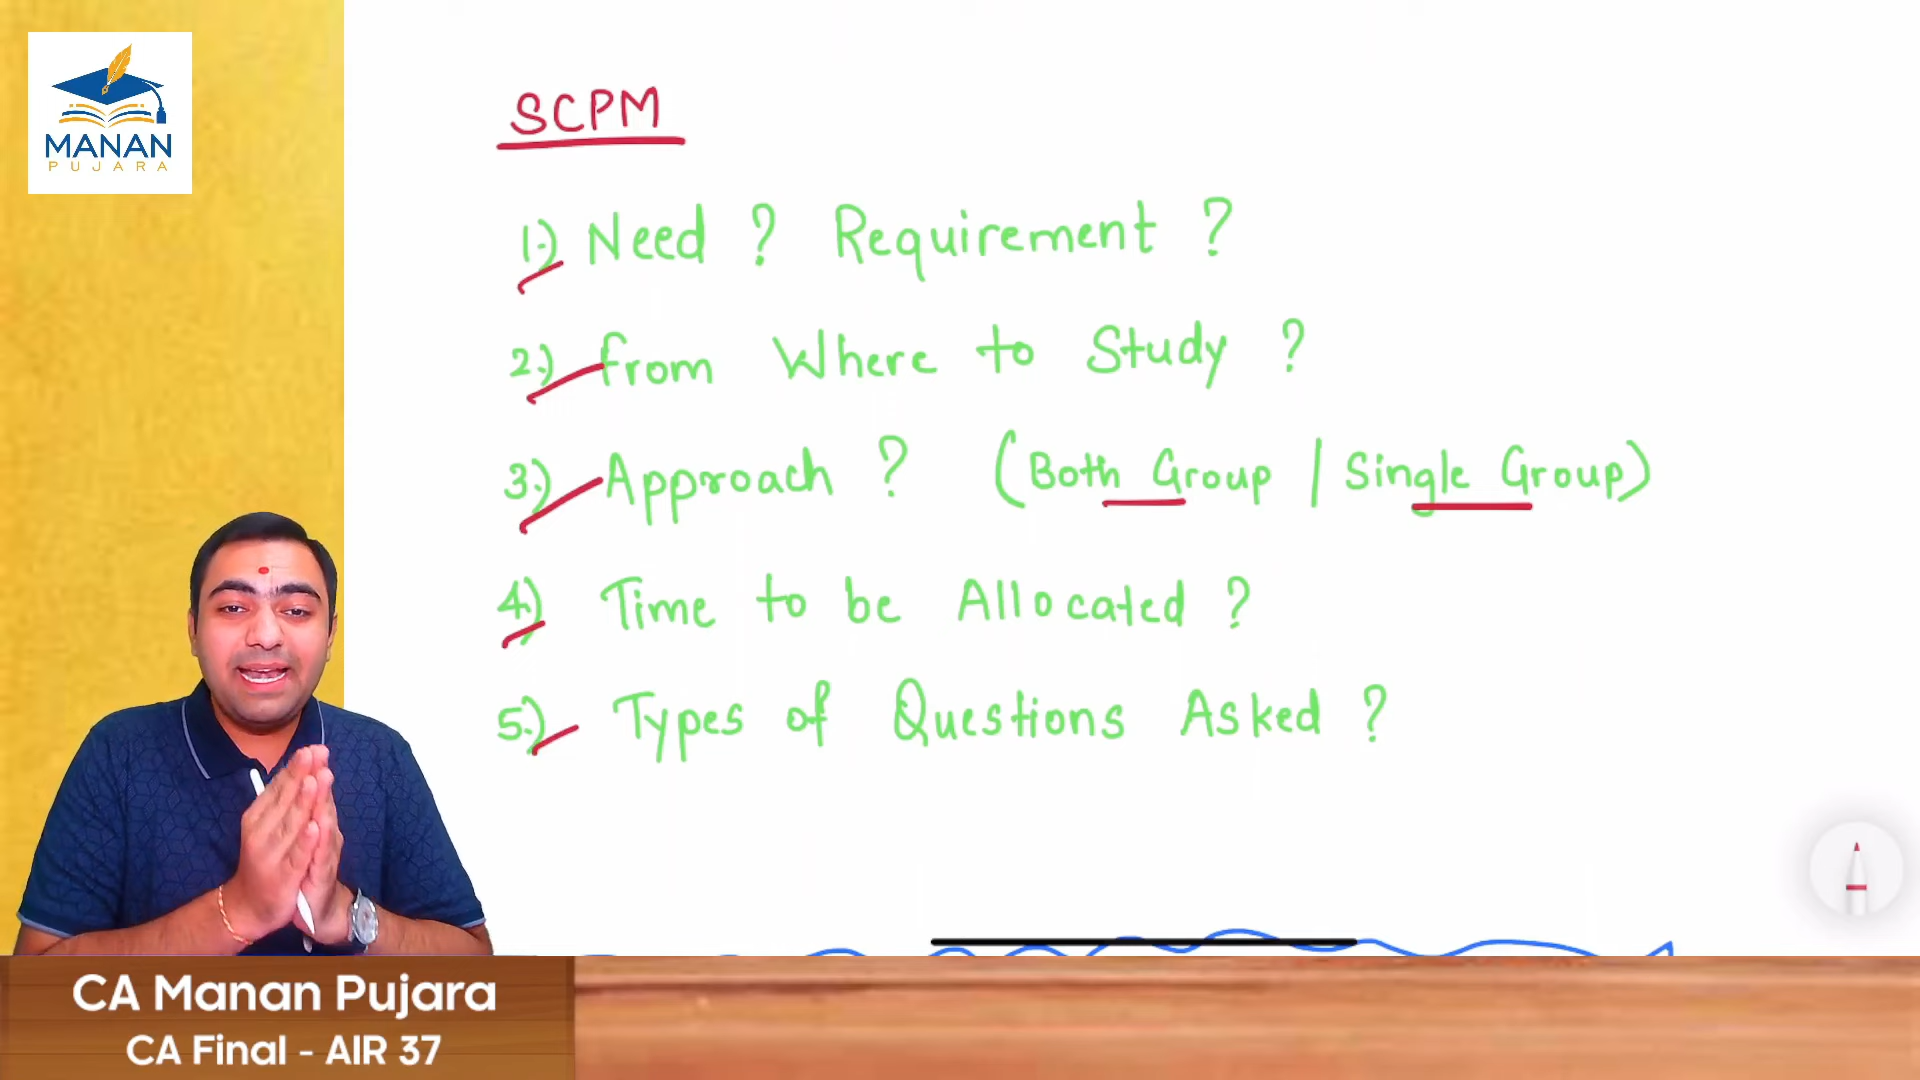 MANAN
PUJARA
SCPM
1.) Need ? Requirement ?
2.) From Where to Study ?
3.) Approach ? (Both Group / Single Group)
4.) Time to be Allocated ?
5.) Types of Questions Asked ?
CA Manan Pujara
CA Final - AIR 37